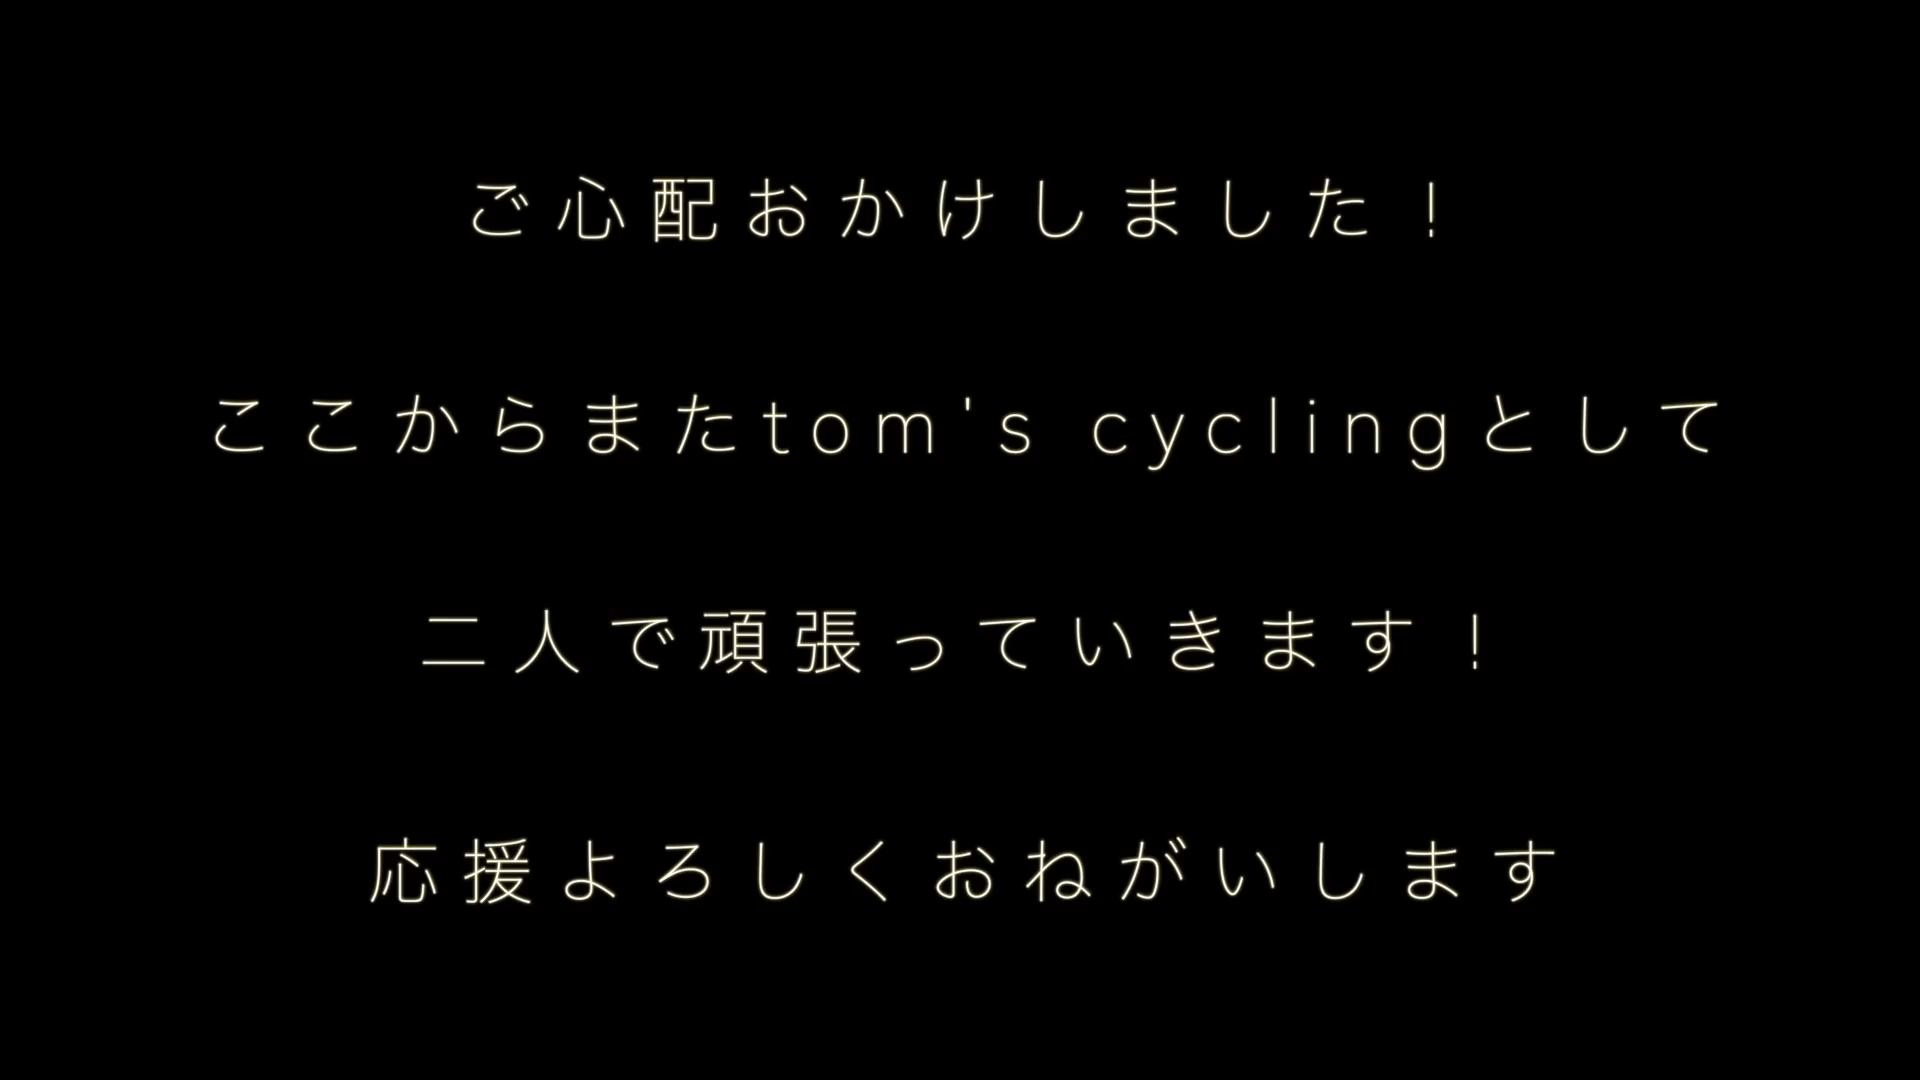 ご心配おかけしました！
ここからまたtom's cyclingとして
二人で頑張っていきます！
応援よろしくおねがいします